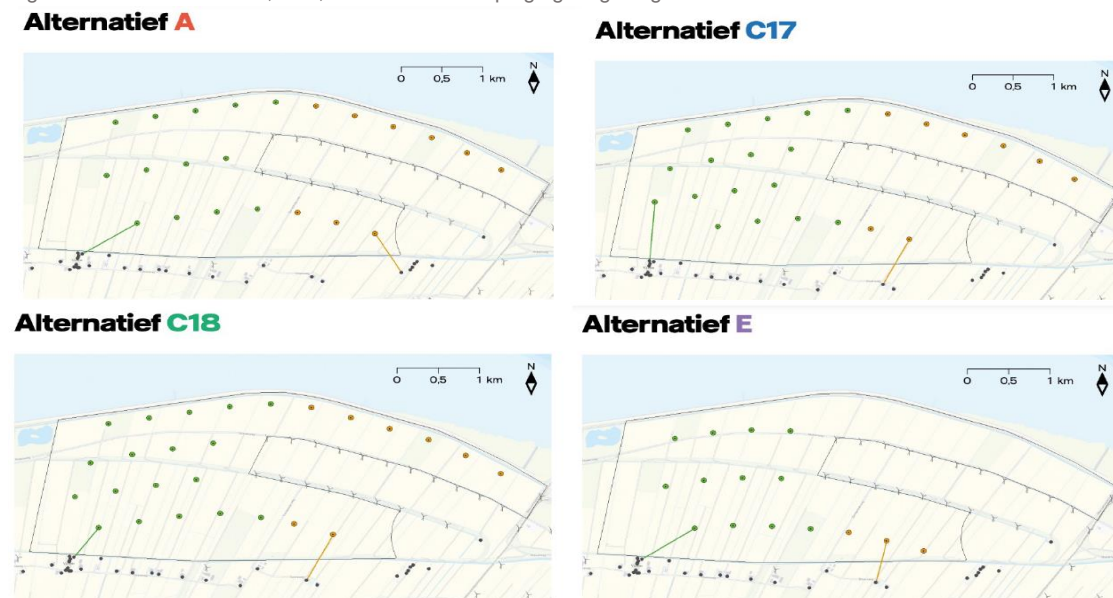 Alternatief A
N
0 0,5 1 km
Alternatief C17
N
0 0,5 1 km
Alternatief C18
N
0 0,5 1 km
Alternatief E
N
0 0,5 1 km